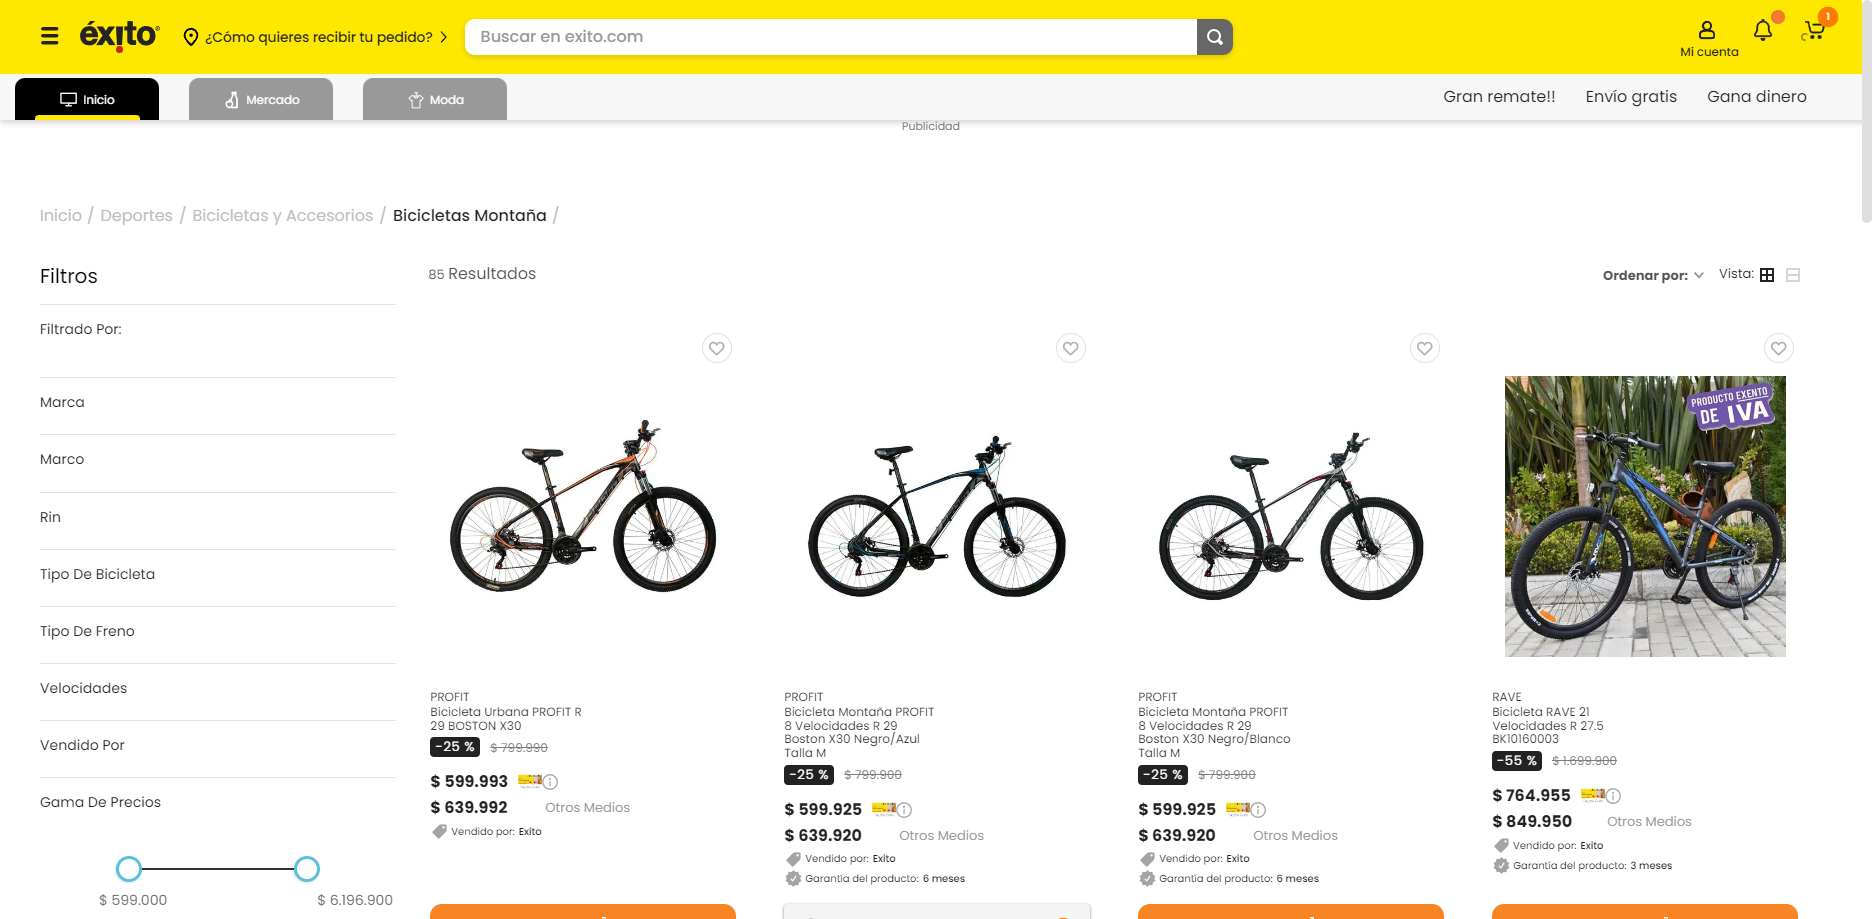 éxito
¿Cómo quieres recibir tu pedido?
Buscar en exito.com
Mi cuenta
1
Inicio
Mercado
Moda
Gran remate!!
Envío gratis
Gana dinero
Publicidad
Inicio / Deportes / Bicicletas y Accesorios / Bicicletas Montaña /
Filtros
85 Resultados
Ordenar por:
Vista:
Filtrado Por:
Marca
Marco
Rin
Tipo De Bicicleta
Tipo De Freno
Velocidades
Vendido Por
Gama De Precios
$ 599.000
$ 6.196.900
PROFIT
Bicicleta Urbana PROFIT R
29 BOSTON X30
-25 % $ 799.990
$ 599.993
$ 639.992 Otros Medios
Vendido por: Exito
PROFIT
Bicicleta Montaña PROFIT
8 Velocidades R 29
Boston X30 Negro/Azul
Talla M
-25 % $ 799.900
$ 599.925
$ 639.920 Otros Medios
Vendido por: Exito
Garantía del producto: 6 meses
PROFIT
Bicicleta Montaña PROFIT
8 Velocidades R 29
Boston X30 Negro/Blanco
Talla M
-25 % $ 799.900
$ 599.925
$ 639.920 Otros Medios
Vendido por: Exito
Garantía del producto: 6 meses
PRODUCTO EXENTO
DE IVA
RAVE
Bicicleta RAVE 21
Velocidades R 27.5
BK10160003
-55 % $ 1.699.900
$ 764.955
$ 849.950 Otros Medios
Vendido por: Exito
Garantía del producto: 3 meses